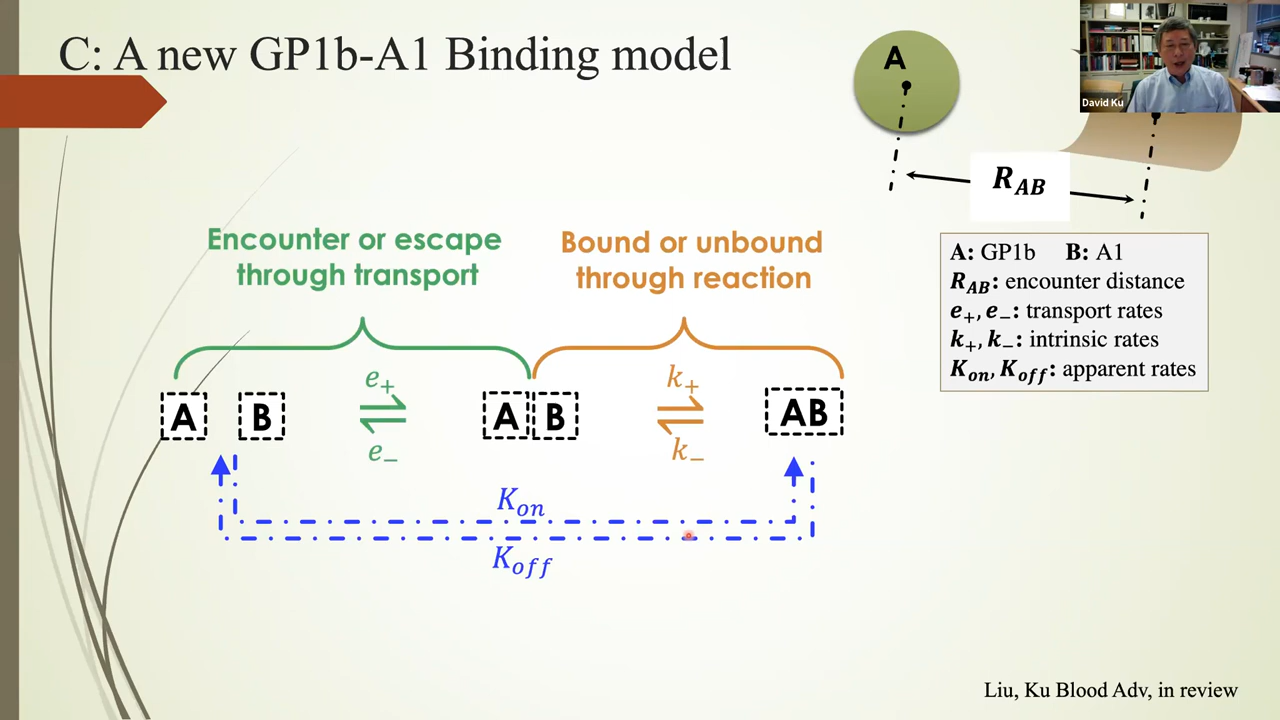 C: A new GP1b-A1 Binding model
A
David Ku
R_AB
Encounter or escape
through transport
Bound or unbound
through reaction
A: GP1b B: A1
R_AB: encounter distance
e₊, e₋: transport rates
k₊, k₋: intrinsic rates
K_on, K_off: apparent rates
e₊ k₊
A B A B AB
e₋ k₋
K_on
K_off
Liu, Ku Blood Adv, in review